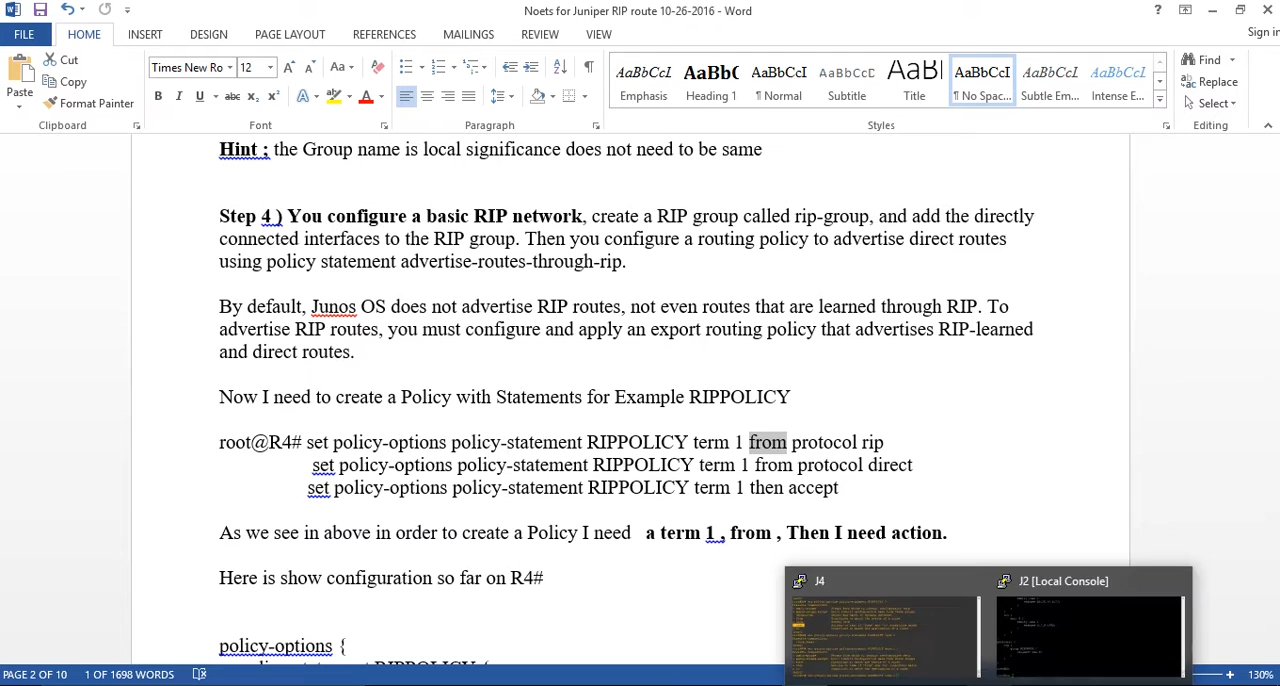 Noets for Juniper RIP route 10-26-2016 - Word
Sign in
FILE HOME INSERT DESIGN PAGE LAYOUT REFERENCES MAILINGS REVIEW VIEW
Paste
Cut
Copy
Format Painter
Clipboard
Times New Ro 12
Font
Paragraph
AaBbCcI Emphasis
AaBb( Heading 1
AaBbCcI ¶ Normal
AaBbCcD Subtitle
AaBl Title
AaBbCcI ¶ No Spac...
AaBbCcI Subtle Em...
AaBbCcI Intense E...
Styles
Find
Replace
Select
Editing
Hint ; the Group name is local significance does not need to be same
Step 4 ) You configure a basic RIP network, create a RIP group called rip-group, and add the directly
connected interfaces to the RIP group. Then you configure a routing policy to advertise direct routes
using policy statement advertise-routes-through-rip.
By default, Junos OS does not advertise RIP routes, not even routes that are learned through RIP. To
advertise RIP routes, you must configure and apply an export routing policy that advertises RIP-learned
and direct routes.
Now I need to create a Policy with Statements for Example RIPPOLICY
root@R4# set policy-options policy-statement RIPPOLICY term 1 from protocol rip
set policy-options policy-statement RIPPOLICY term 1 from protocol direct
set policy-options policy-statement RIPPOLICY term 1 then accept
As we see in above in order to create a Policy I need a term 1 , from , Then I need action.
Here is show configuration so far on R4#
policy-options {
J4
J2 [Local Console]
PAGE 2 OF 10 1 OF 1698 WORDS
130%